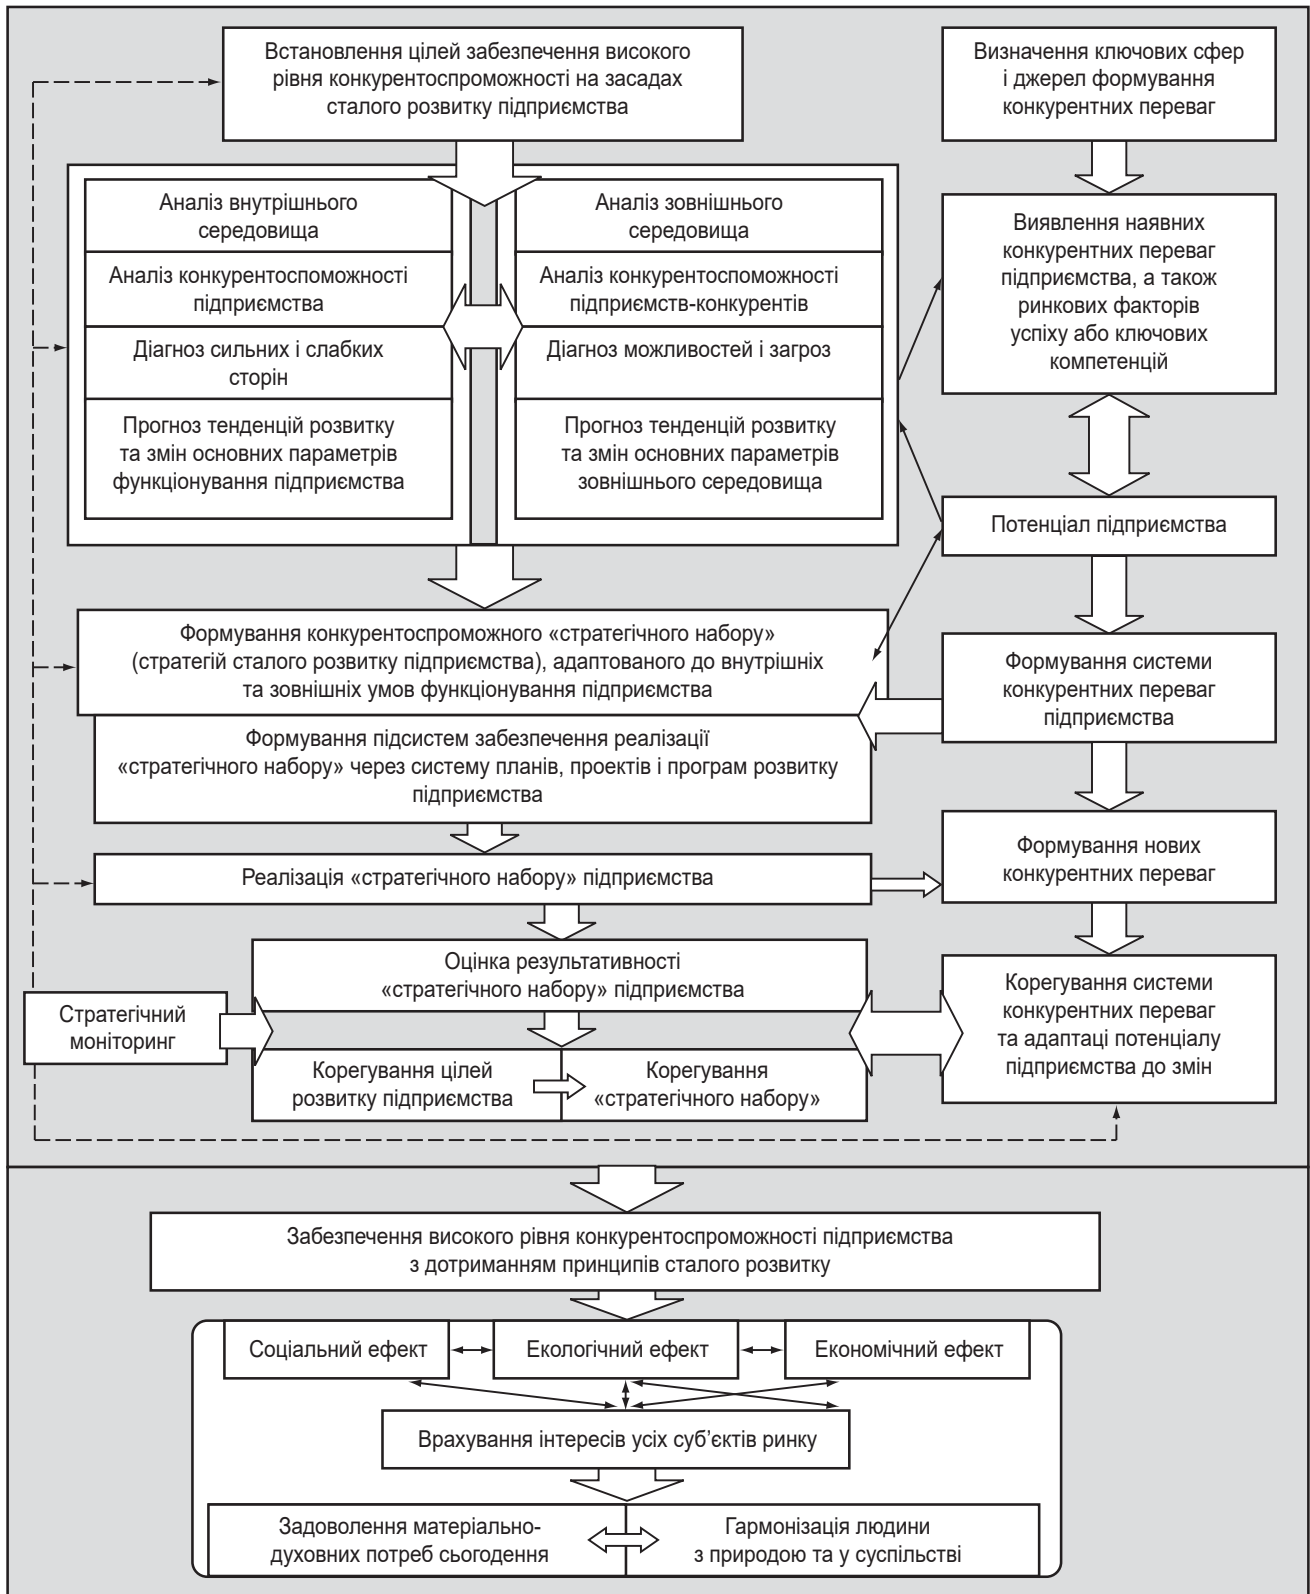 Встановлення цілей забезпечення високого
рівня конкурентоспроможності на засадах
сталого розвитку підприємства
Визначення ключових сфер
і джерел формування
конкурентних переваг
Аналіз внутрішнього
середовища
Аналіз зовнішнього
середовища
Аналіз конкурентоспоможності
підприємства
Аналіз конкурентоспоможності
підприємств-конкурентів
Діагноз сильних і слабких
сторін
Діагноз можливостей і загроз
Прогноз тенденцій розвитку
та змін основних параметрів
функціонування підприємства
Прогноз тенденцій розвитку
та змін основних параметрів
зовнішнього середовища
Виявлення наявних
конкурентних переваг
підприємства, а також
ринкових факторів
успіху або ключових
компетенцій
Потенціал підприємства
Формування конкурентоспроможного «стратегічного набору»
(стратегій сталого розвитку підприємства), адаптованого до внутрішніх
та зовнішніх умов функціонування підприємства
Формування системи
конкурентних переваг
підприємства
Формування підсистем забезпечення реалізації
«стратегічного набору» через систему планів, проектів і програм розвитку
підприємства
Реалізація «стратегічного набору» підприємства
Формування нових
конкурентних переваг
Оцінка результативності
«стратегічного набору» підприємства
Стратегічний
моніторинг
Корегування цілей
розвитку підприємства
Корегування
«стратегічного набору»
Корегування системи
конкурентних переваг
та адаптаці потенціалу
підприємства до змін
Забезпечення високого рівня конкурентоспроможності підприємства
з дотриманням принципів сталого розвитку
Соціальний ефект
Екологічний ефект
Економічний ефект
Врахування інтересів усіх суб’єктів ринку
Задоволення матеріально-
духовних потреб сьогодення
Гармонізація людини
з природою та у суспільстві